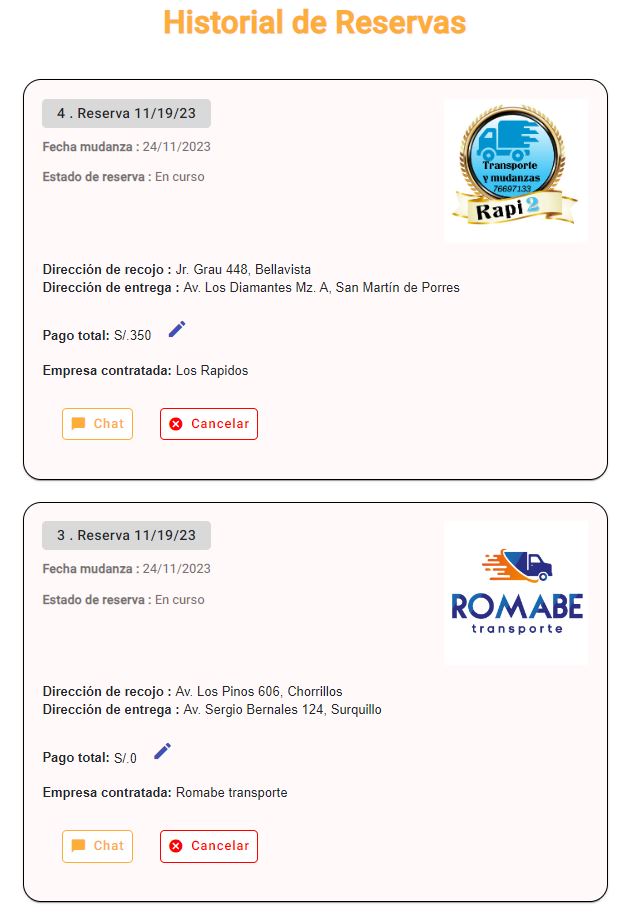 Historial de Reservas
4 . Reserva 11/19/23
Fecha mudanza : 24/11/2023
Estado de reserva : En curso
Transporte
y mudanzas
76697133
Rapi 2
Dirección de recojo : Jr. Grau 448, Bellavista
Dirección de entrega : Av. Los Diamantes Mz. A, San Martín de Porres
Pago total: S/.350
Empresa contratada: Los Rapidos
Chat
Cancelar
3 . Reserva 11/19/23
Fecha mudanza : 24/11/2023
Estado de reserva : En curso
ROMABE
transporte
Dirección de recojo : Av. Los Pinos 606, Chorrillos
Dirección de entrega : Av. Sergio Bernales 124, Surquillo
Pago total: S/.0
Empresa contratada: Romabe transporte
Chat
Cancelar